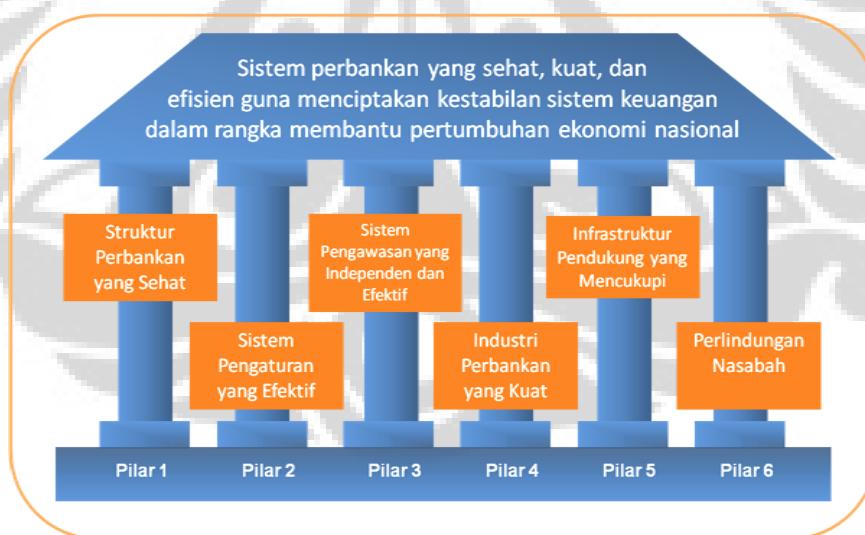 Sistem perbankan yang sehat, kuat, dan
efisien guna menciptakan kestabilan sistem keuangan
dalam rangka membantu pertumbuhan ekonomi nasional
Struktur
Perbankan
yang Sehat
Sistem
Pengaturan
yang Efektif
Sistem
Pengawasan yang
Independen dan
Efektif
Industri
Perbankan
yang Kuat
Infrastruktur
Pendukung yang
Mencukupi
Perlindungan
Nasabah
Pilar 1
Pilar 2
Pilar 3
Pilar 4
Pilar 5
Pilar 6